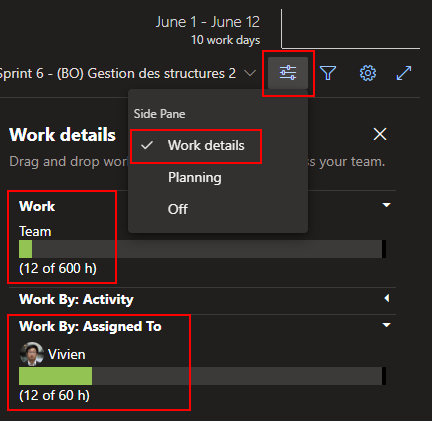 June 1 - June 12
10 work days
Sprint 6 - (BO) Gestion des structures 2
Side Pane
Work details
Planning
Off
Work details
Drag and drop wor
ss your team.
Work
Team
(12 of 600 h)
Work By: Activity
Work By: Assigned To
Vivien
(12 of 60 h)